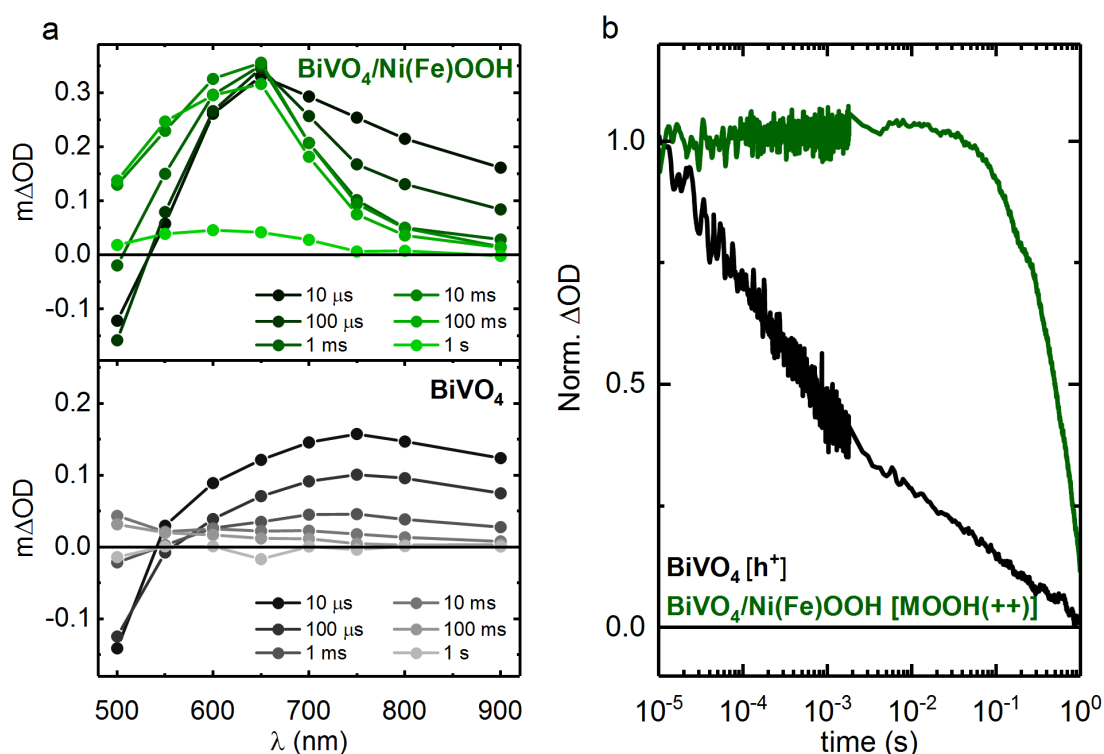 a
BiVO₄/Ni(Fe)OOH
0.3
0.2
0.1
0.0
-0.1
mΔOD
10 μs
100 μs
1 ms
10 ms
100 ms
1 s
BiVO₄
0.2
0.1
0.0
-0.1
mΔOD
10 μs
100 μs
1 ms
10 ms
100 ms
1 s
500 600 700 800 900
λ (nm)
b
1.0
0.5
0.0
Norm. ΔOD
BiVO₄ [h⁺]
BiVO₄/Ni(Fe)OOH [MOOH(++)]
10⁻⁵ 10⁻⁴ 10⁻³ 10⁻² 10⁻¹ 10⁰
time (s)